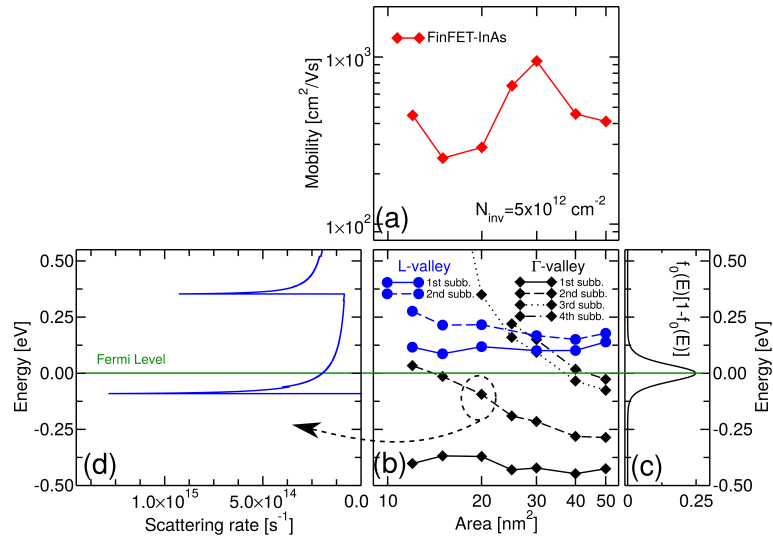 FinFET-InAs
1×10³
1×10²
Mobility [cm²/Vs]
(a)
N_inv=5x10¹² cm⁻²
0.50
0.25
0.00
-0.25
-0.50
Energy [eV]
Fermi Level
(d)
1.0×10¹⁵ 5.0×10¹⁴ 0.0
Scattering rate [s⁻¹]
L-valley
1st subb.
2nd subb.
Γ-valley
1st subb.
2nd subb.
3rd subb.
4th subb.
(b)
10 20 30 40 50
Area [nm²]
f₀(E)[1-f₀(E)]
(c)
0 0.25
0.50
0.25
0.00
-0.25
-0.50
Energy [eV]